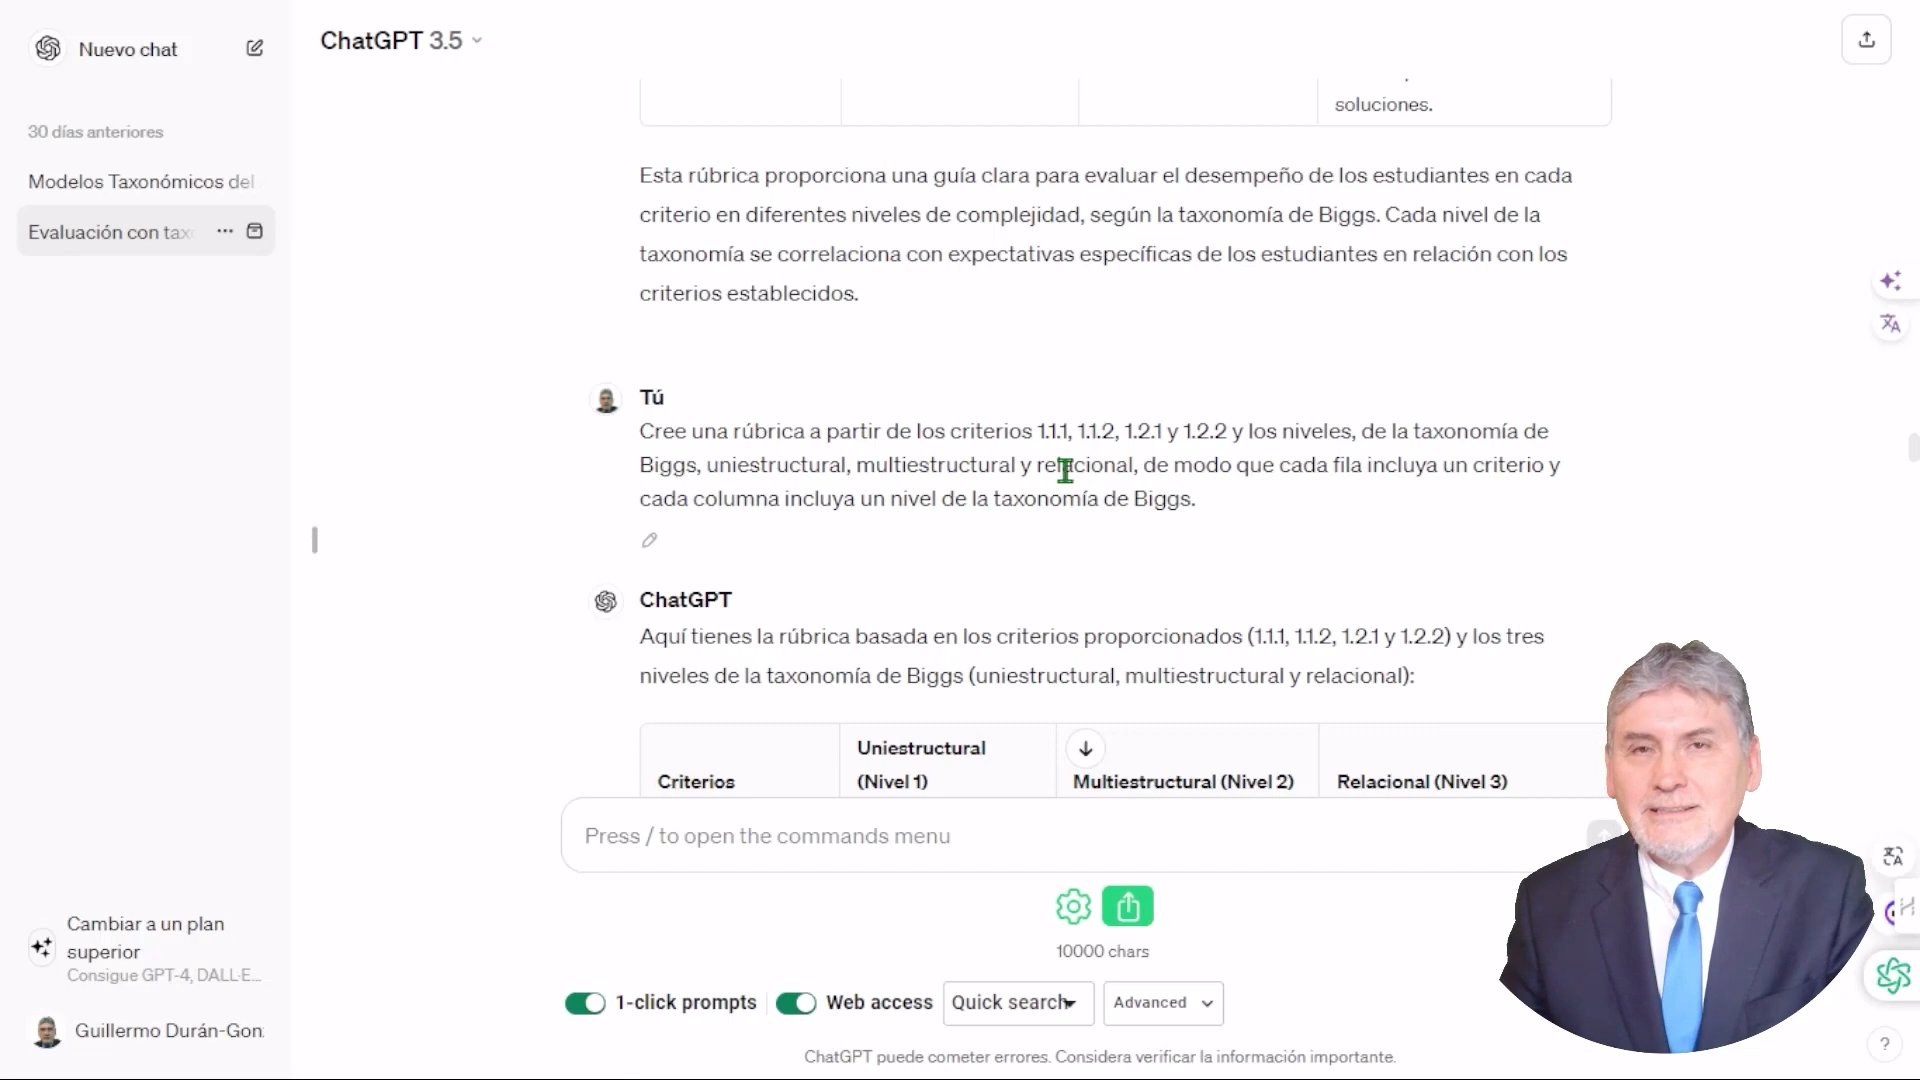 Nuevo chat
ChatGPT 3.5
30 días anteriores
Modelos Taxonómicos del
Evaluación con tax
soluciones.
Esta rúbrica proporciona una guía clara para evaluar el desempeño de los estudiantes en cada
criterio en diferentes niveles de complejidad, según la taxonomía de Biggs. Cada nivel de la
taxonomía se correlaciona con expectativas específicas de los estudiantes en relación con los
criterios establecidos.
Tú
Cree una rúbrica a partir de los criterios 1.1.1, 1.1.2, 1.2.1 y 1.2.2 y los niveles, de la taxonomía de
Biggs, uniestructural, multiestructural y relacional, de modo que cada fila incluya un criterio y
cada columna incluya un nivel de la taxonomía de Biggs.
ChatGPT
Aquí tienes la rúbrica basada en los criterios proporcionados (1.1.1, 1.1.2, 1.2.1 y 1.2.2) y los tres
niveles de la taxonomía de Biggs (uniestructural, multiestructural y relacional):
Criterios
Uniestructural
(Nivel 1)
Multiestructural (Nivel 2)
Relacional (Nivel 3)
Press / to open the commands menu
10000 chars
1-click prompts
Web access
Quick search
Advanced
ChatGPT puede cometer errores. Considera verificar la información importante.
Cambiar a un plan
superior
Consigue GPT-4, DALL·E...
Guillermo Durán-Gon
?